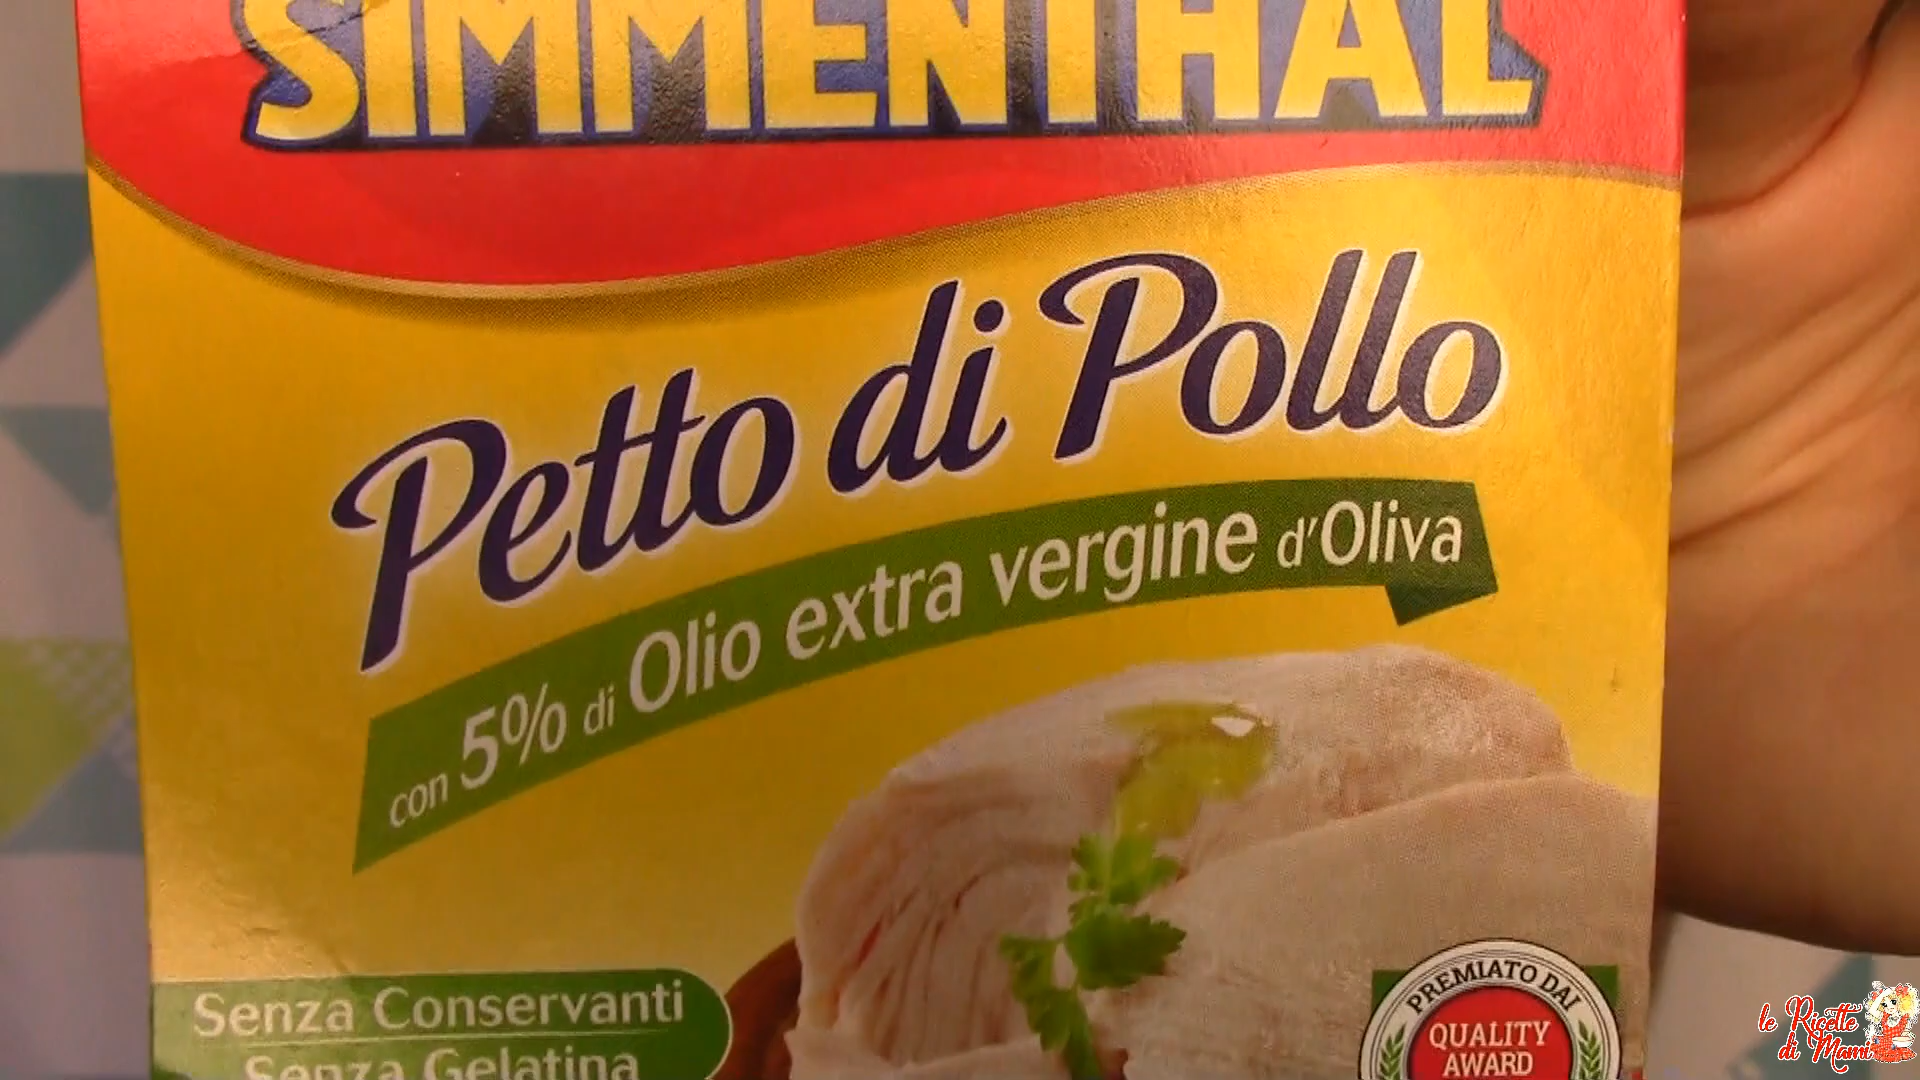 SIMMENTHAL
Petto di Pollo
con 5% di Olio extra vergine d'Oliva
Senza Conservanti
Senza Gelatina
PREMIATO DAI
QUALITY
AWARD
le Ricette
di Mami